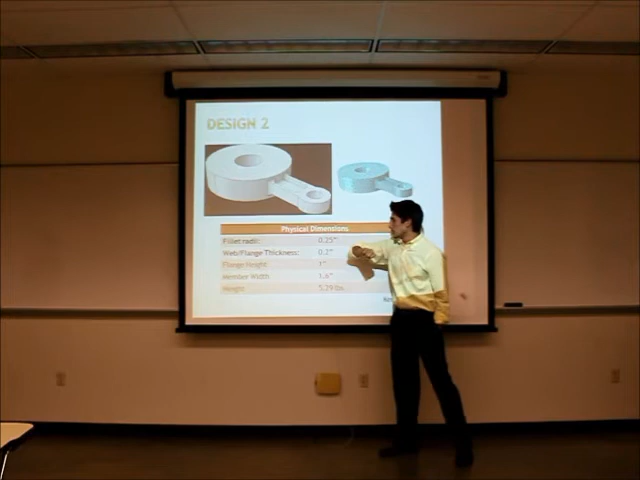 DESIGN 2
Physical Dimensions
Fillet radii: 0.25"
Web/Flange Thickness: 0.2"
Flange Height 1"
Member Width 1.6"
Weight 5.79 lbs